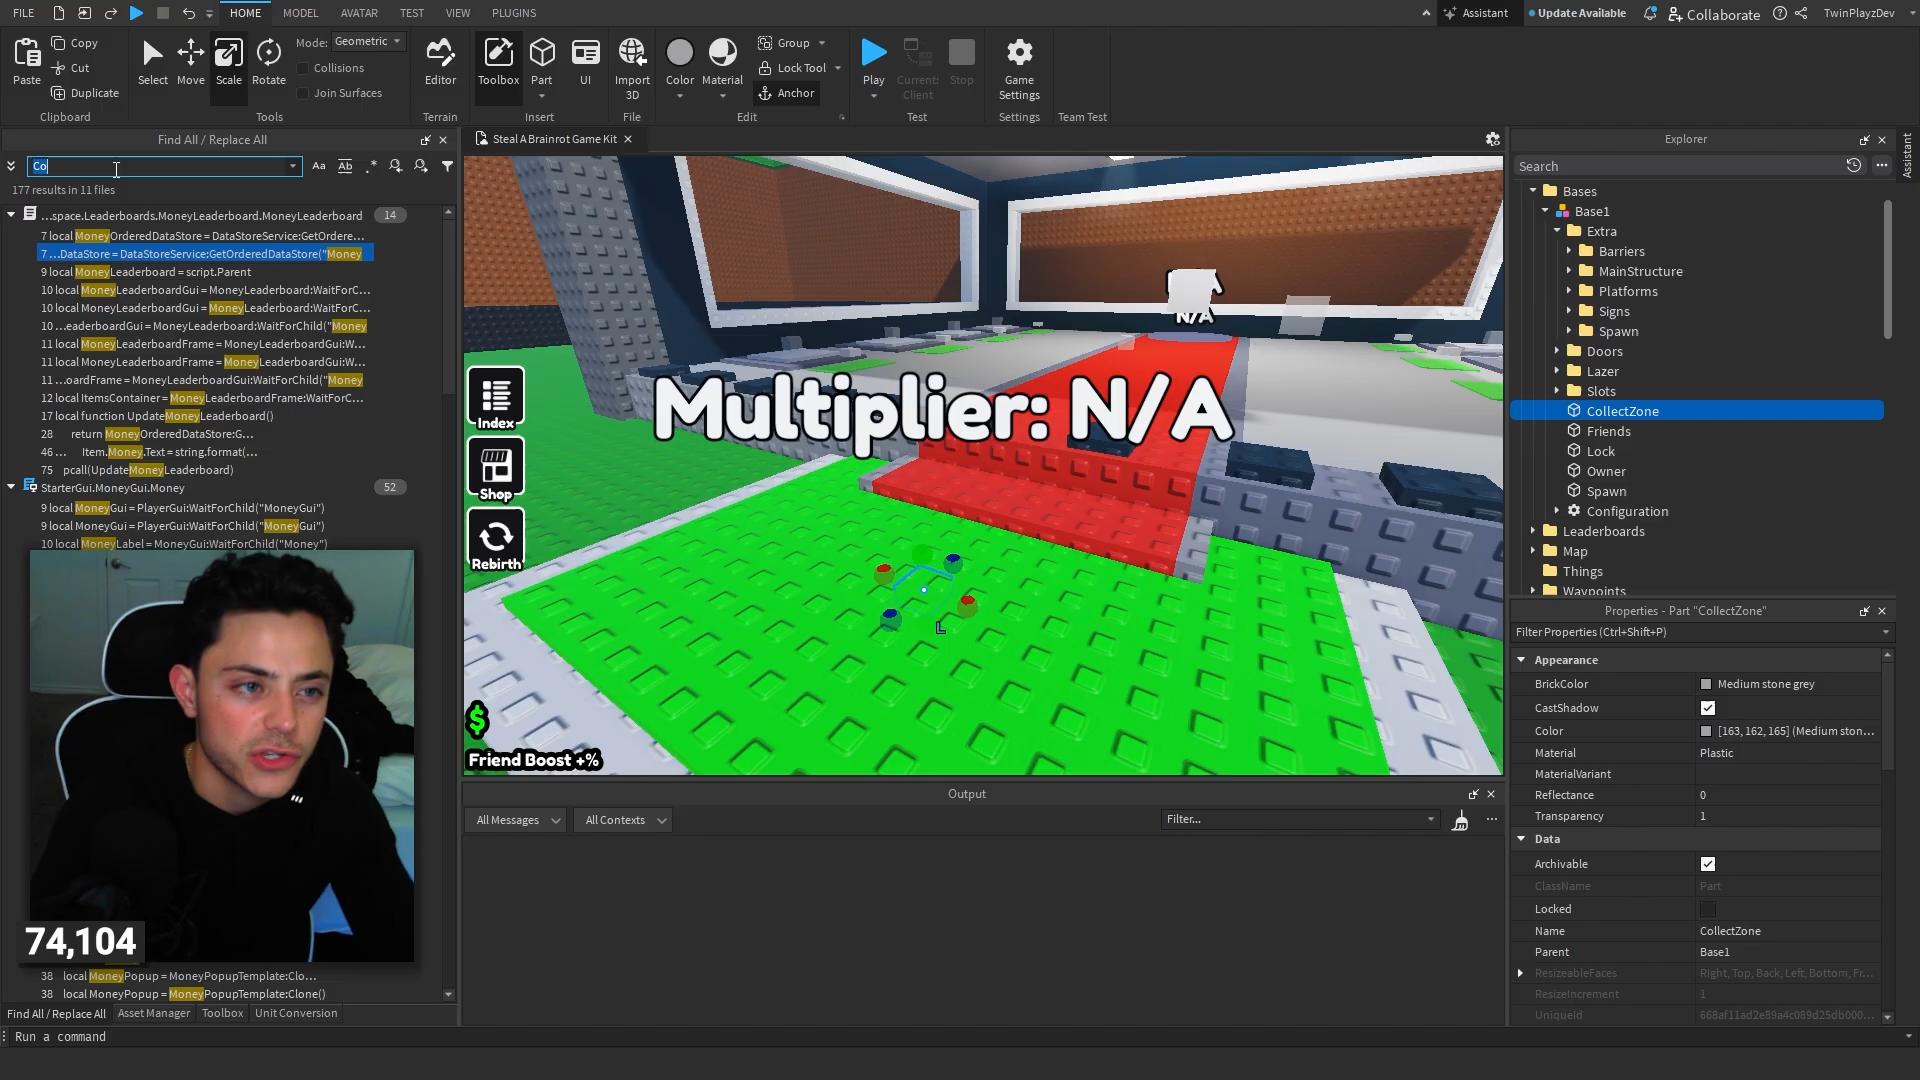 FILE
HOME
MODEL
AVATAR
TEST
VIEW
PLUGINS
Assistant
Update Available
Collaborate
TwinPlayzDev
Paste
Copy
Cut
Duplicate
Clipboard
Select
Move
Scale
Rotate
Mode:
Geometric
Collisions
Join Surfaces
Tools
Editor
Terrain
Toolbox
Part
UI
Insert
Import
3D
File
Color
Material
Group
Lock Tool
Anchor
Edit
Play
Current:
Client
Stop
Test
Game
Settings
Settings
Team Test
Find All / Replace All
Co
Aa
Ab
.*
177 results in 11 files
...space.Leaderboards.MoneyLeaderboard.MoneyLeaderboard
14
7 local MoneyOrderedDataStore = DataStoreService:GetOrdere...
7 ...DataStore = DataStoreService:GetOrderedDataStore("Money
9 local MoneyLeaderboard = script.Parent
10 local MoneyLeaderboardGui = MoneyLeaderboard:WaitForC...
10 local MoneyLeaderboardGui = MoneyLeaderboard:WaitForC...
10 ...eaderboardGui = MoneyLeaderboard:WaitForChild("Money
11 local MoneyLeaderboardFrame = MoneyLeaderboardGui:W...
11 local MoneyLeaderboardFrame = MoneyLeaderboardGui:W...
11 ...oardFrame = MoneyLeaderboardGui:WaitForChild("Money
12 local ItemsContainer = MoneyLeaderboardFrame:WaitForC...
17 local function UpdateMoneyLeaderboard()
28 return MoneyOrderedDataStore:G...
46 ... Item.Money.Text = string.format(...
75 pcall(UpdateMoneyLeaderboard)
StarterGui.MoneyGui.Money
52
9 local MoneyGui = PlayerGui:WaitForChild("MoneyGui")
9 local MoneyGui = PlayerGui:WaitForChild("MoneyGui")
10 local MoneyLabel = MoneyGui:WaitForChild("Money")
74,104
38 local MoneyPopup = MoneyPopupTemplate:Clo...
38 local MoneyPopup = MoneyPopupTemplate:Clone()
Find All / Replace All
Asset Manager
Toolbox
Unit Conversion
Run a command
Steal A Brainrot Game Kit
N/A
Multiplier: N/A
Index
Shop
Rebirth
L
$
Friend Boost +%
Output
All Messages
All Contexts
Filter...
Explorer
Search
Assistant
Bases
Base1
Extra
Barriers
MainStructure
Platforms
Signs
Spawn
Doors
Lazer
Slots
CollectZone
Friends
Lock
Owner
Spawn
Configuration
Leaderboards
Map
Things
Waypoints
Properties - Part "CollectZone"
Filter Properties (Ctrl+Shift+P)
Appearance
BrickColor
Medium stone grey
CastShadow
Color
[163, 162, 165] (Medium ston...
Material
Plastic
MaterialVariant
Reflectance
0
Transparency
1
Data
Archivable
ClassName
Part
Locked
Name
CollectZone
Parent
Base1
ResizeableFaces
Right, Top, Back, Left, Bottom, Fr...
ResizeIncrement
1
UniqueId
668af11ad2e89a4c089d25db000...